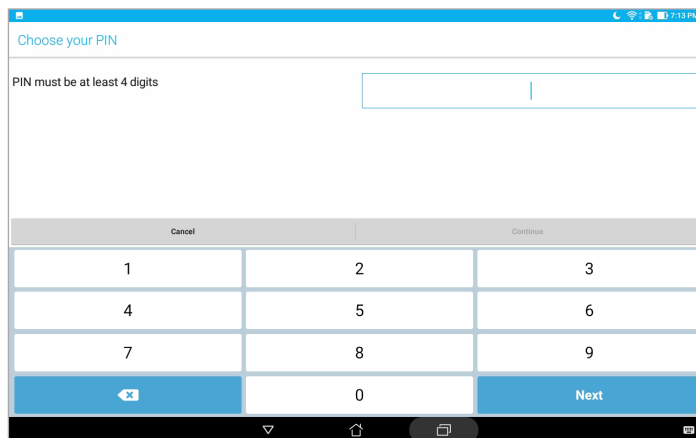 7:13 PM
Choose your PIN
PIN must be at least 4 digits
Cancel Continue
1 2 3
4 5 6
7 8 9
0 Next